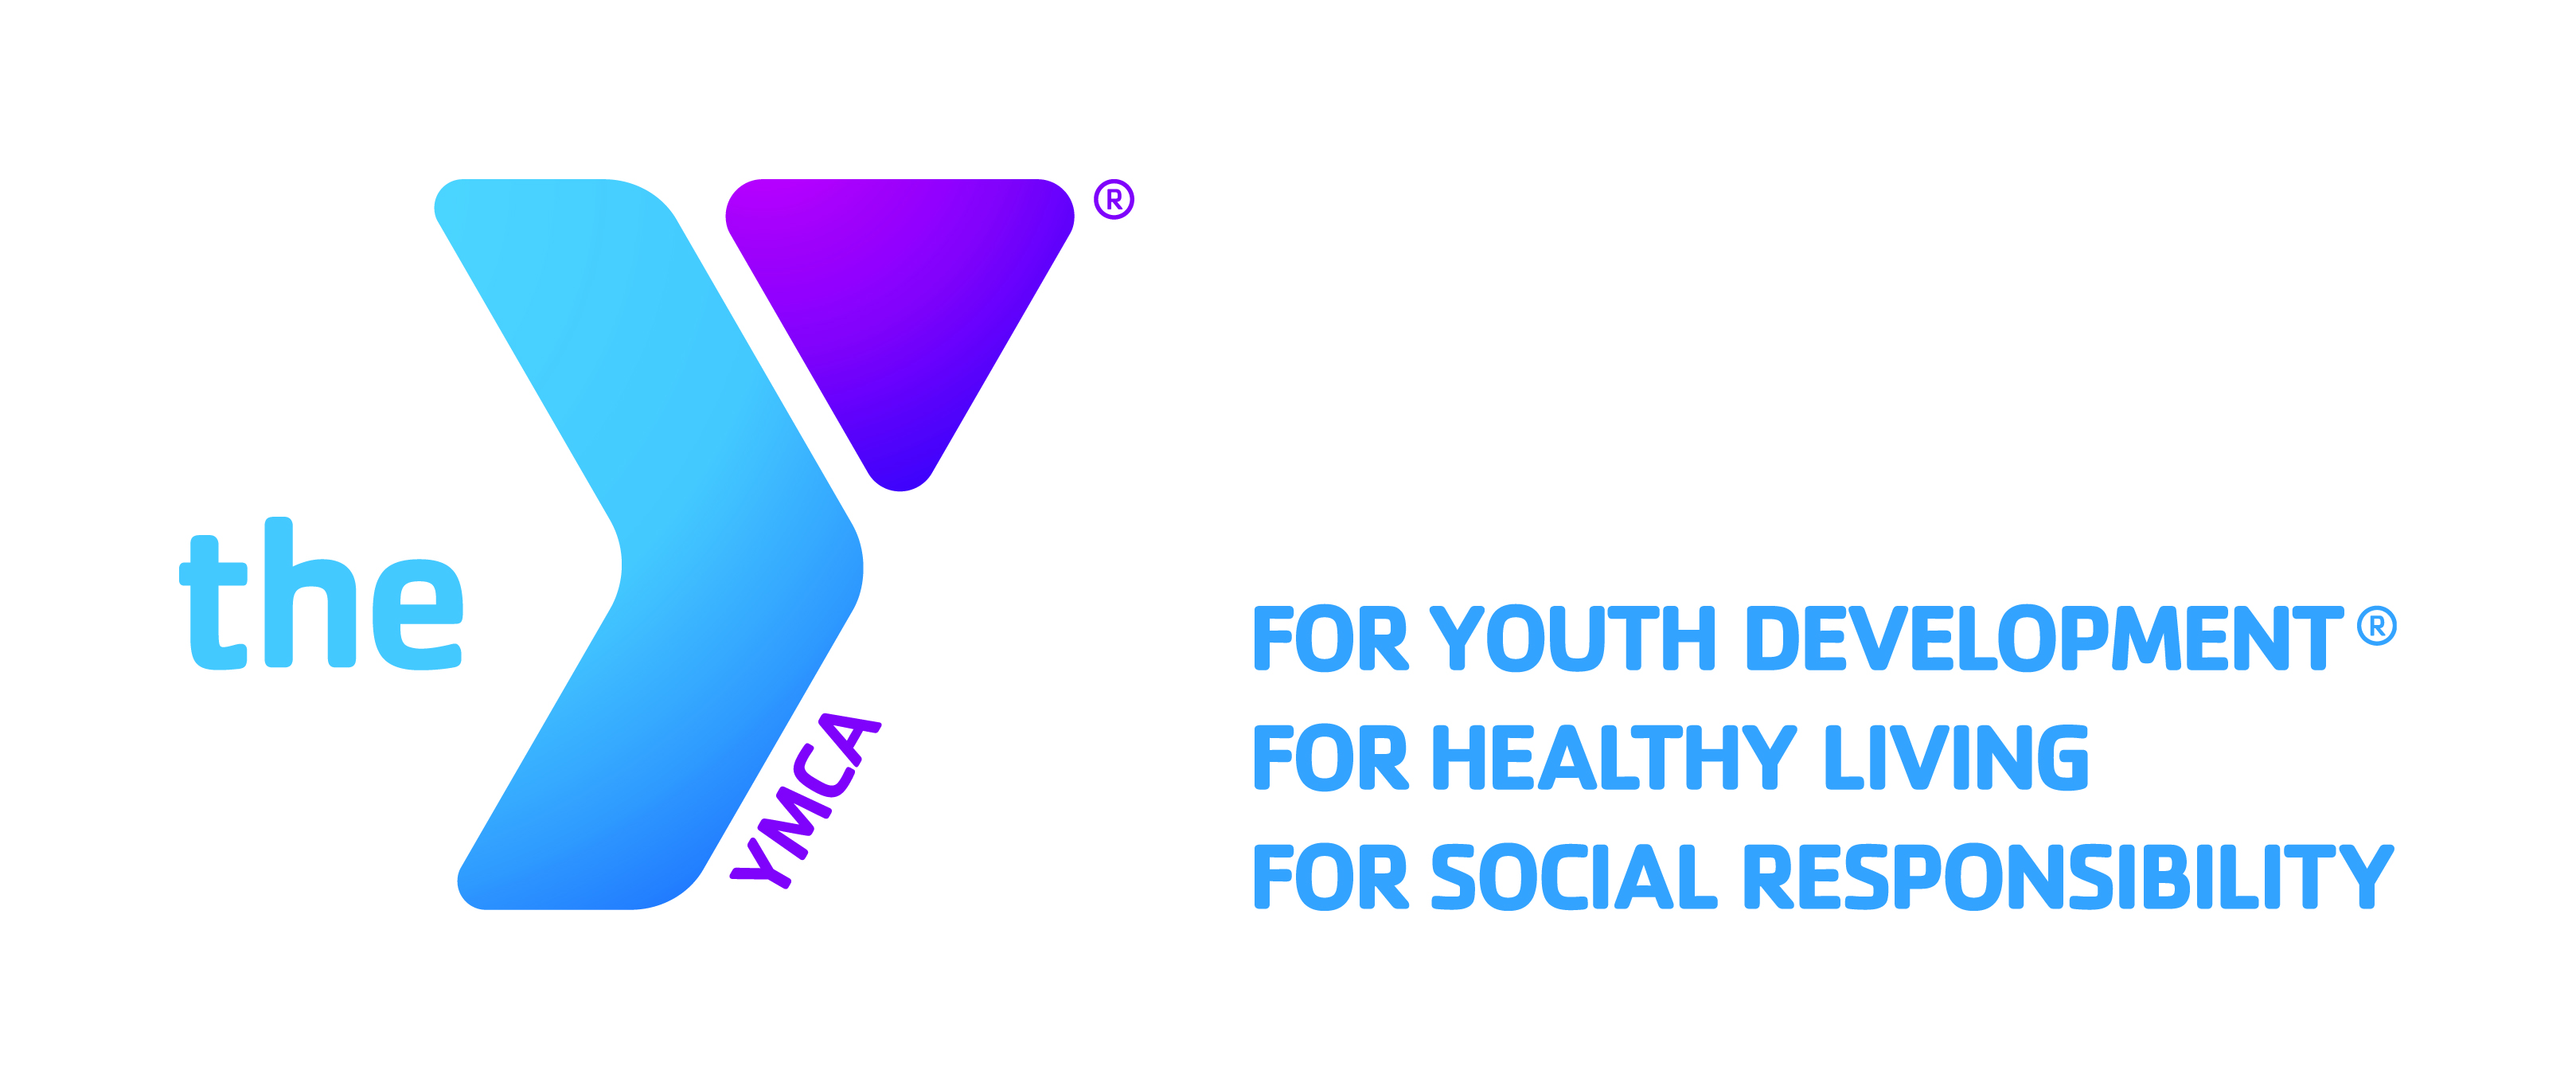 the Y®
YMCA
FOR YOUTH DEVELOPMENT®
FOR HEALTHY LIVING
FOR SOCIAL RESPONSIBILITY